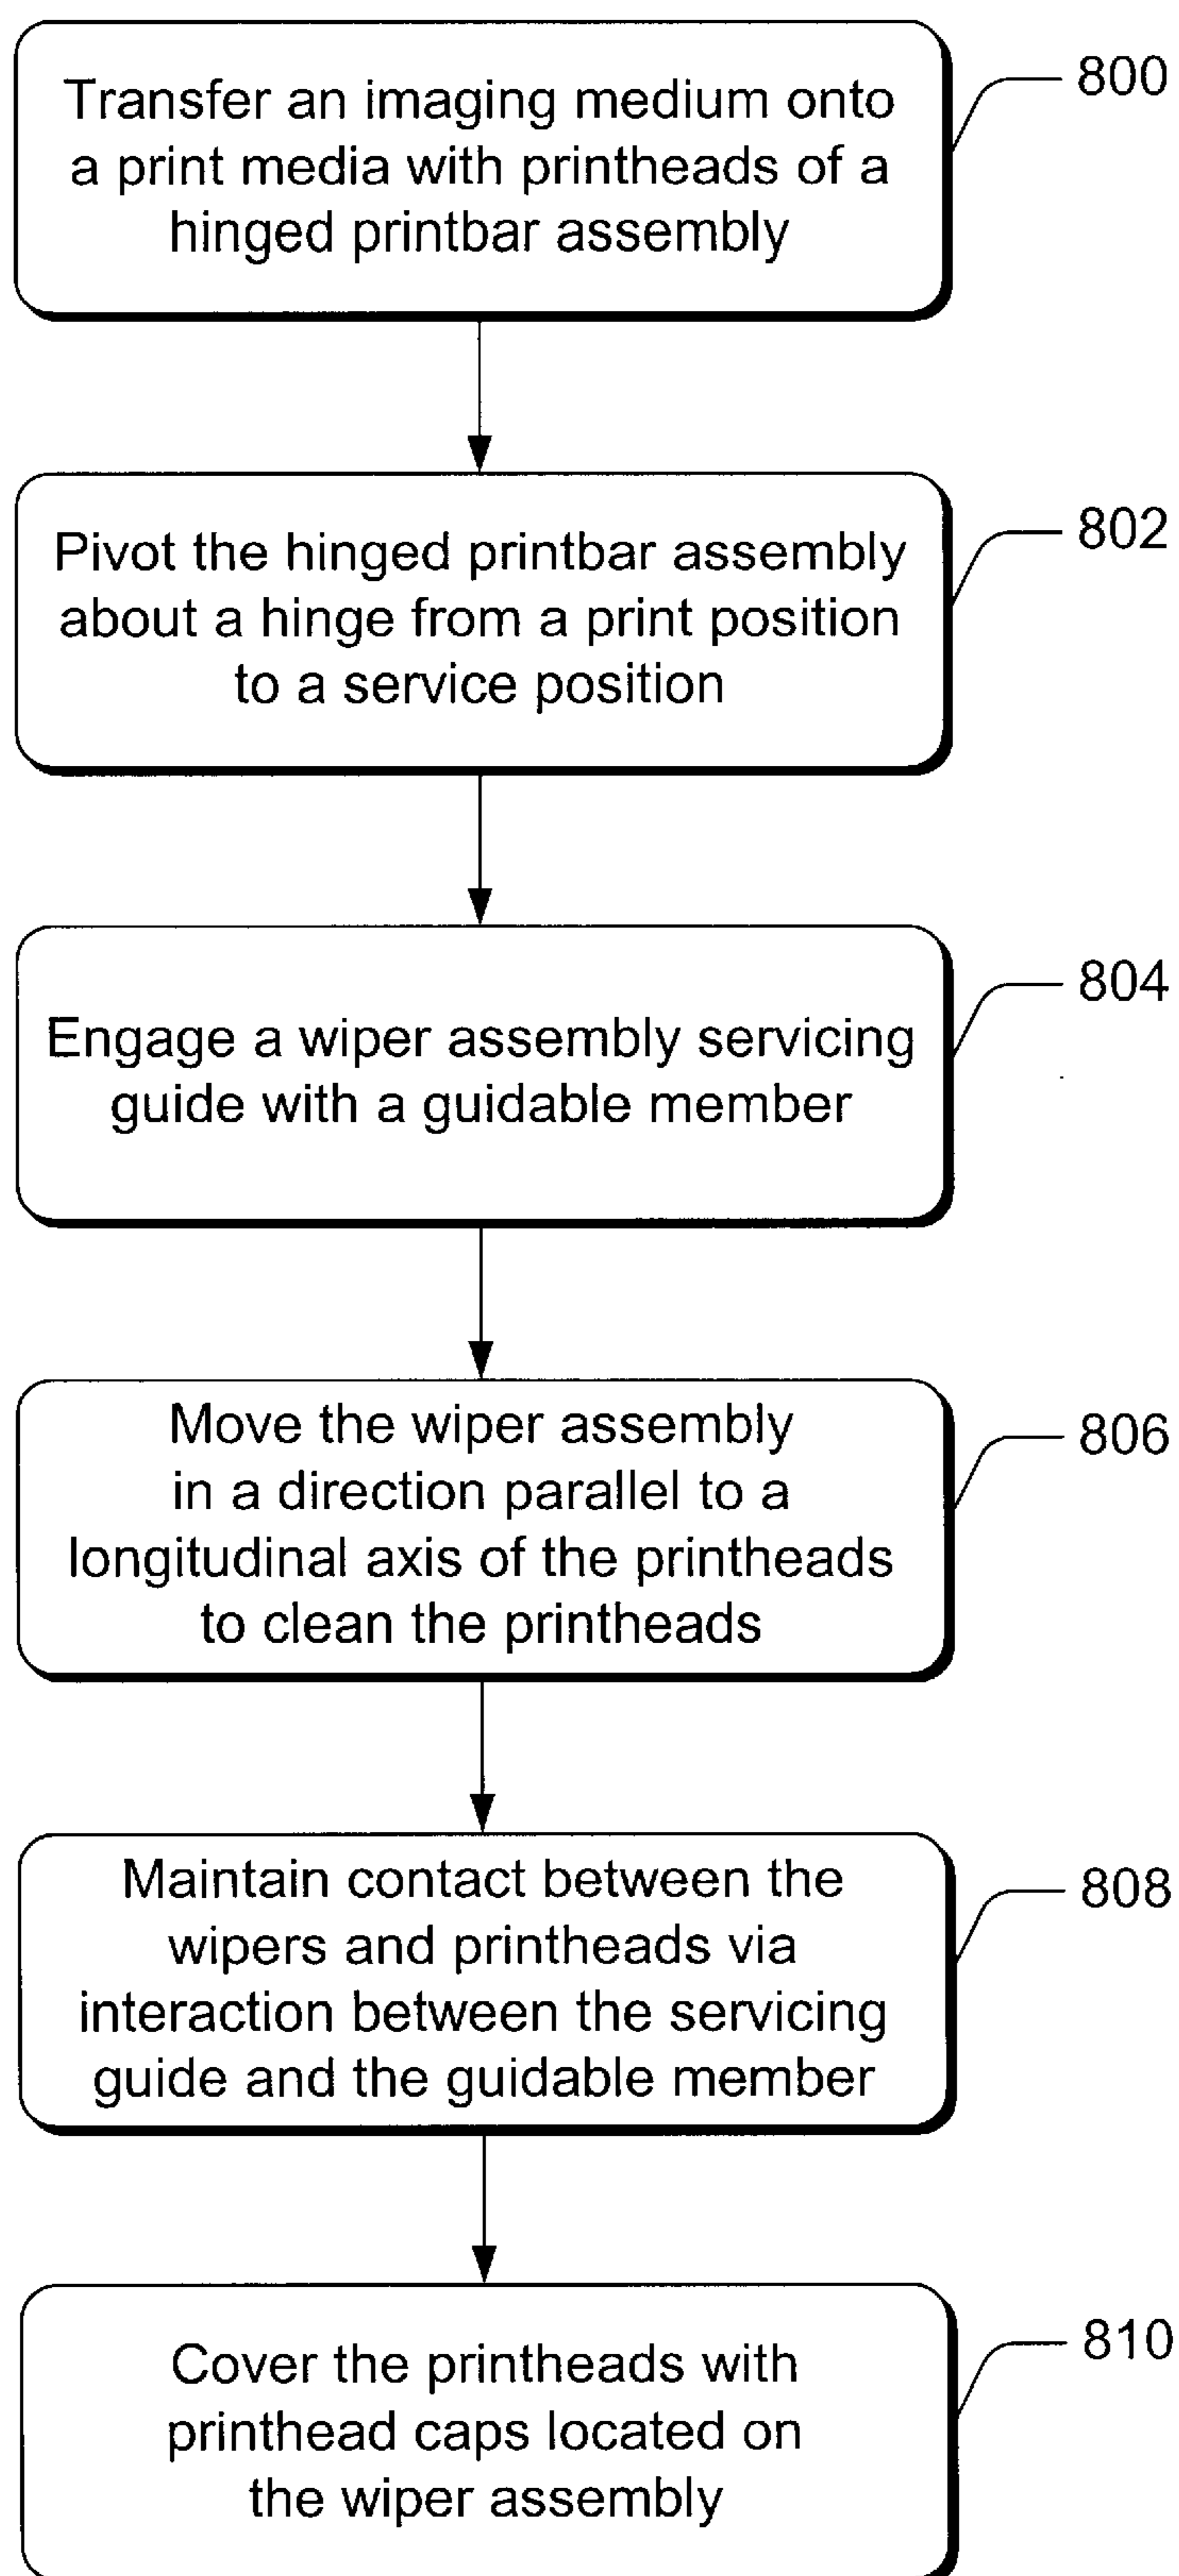 Transfer an imaging medium onto
a print media with printheads of a
hinged printbar assembly
800
Pivot the hinged printbar assembly
about a hinge from a print position
to a service position
802
Engage a wiper assembly servicing
guide with a guidable member
804
Move the wiper assembly
in a direction parallel to a
longitudinal axis of the printheads
to clean the printheads
806
Maintain contact between the
wipers and printheads via
interaction between the servicing
guide and the guidable member
808
Cover the printheads with
printhead caps located on
the wiper assembly
810